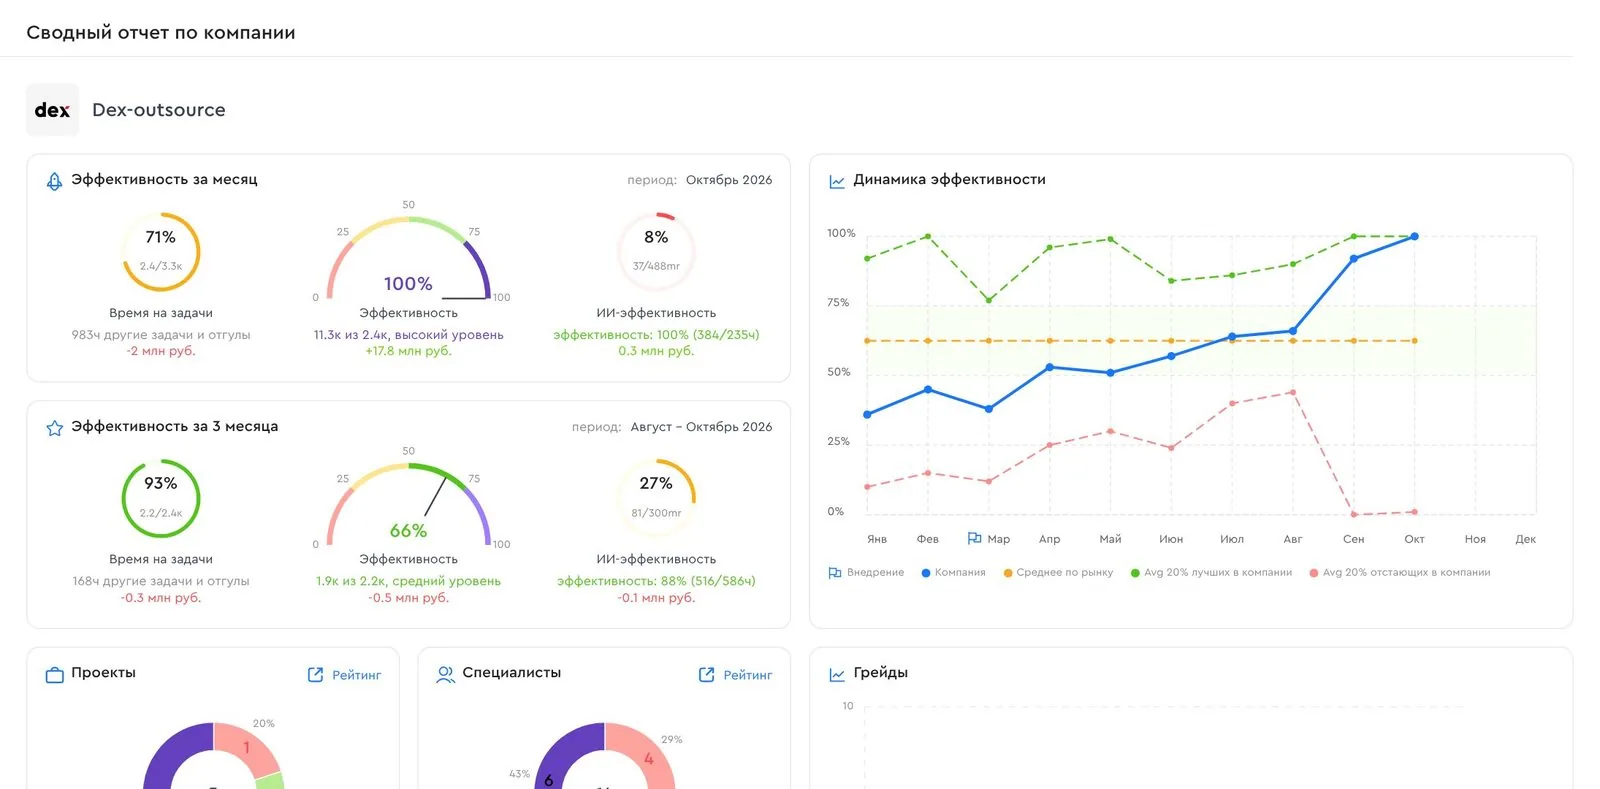 Сводный отчет по компании
dex
Dex-outsource
Эффективность за месяц
период: Октябрь 2026
71%
2.4/3.3к
Время на задачи
983ч другие задачи и отгулы
-2 млн руб.
0
25
50
75
100
100%
Эффективность
11.3к из 2.4к, высокий уровень
+17.8 млн руб.
8%
37/488mr
ИИ-эффективность
эффективность: 100% (384/235ч)
0.3 млн руб.
Динамика эффективности
100%
75%
50%
25%
0%
Янв Фев Мар Апр Май Июн Июл Авг Сен Окт Ноя Дек
Внедрение Компания Среднее по рынку Avg 20% лучших в компании Avg 20% отстающих в компании
Эффективность за 3 месяца
период: Август – Октябрь 2026
93%
2.2/2.4к
Время на задачи
168ч другие задачи и отгулы
-0.3 млн руб.
0
25
50
75
100
66%
Эффективность
1.9к из 2.2к, средний уровень
-0.5 млн руб.
27%
81/300mr
ИИ-эффективность
эффективность: 88% (516/586ч)
-0.1 млн руб.
Проекты
Рейтинг
20%
1
Специалисты
Рейтинг
29%
4
43%
6
Грейды
10